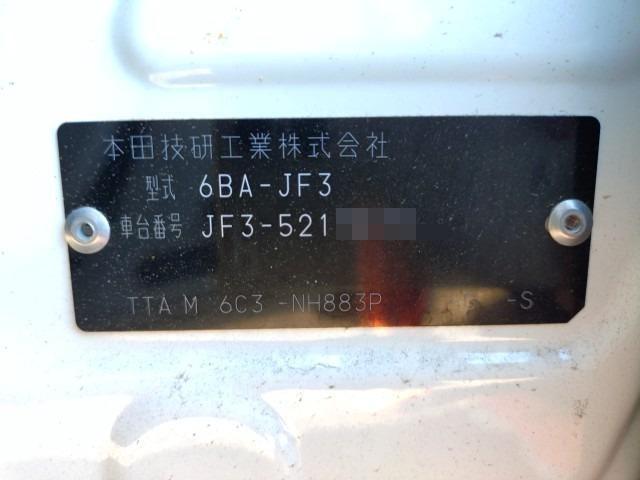 本田技研工業株式会社
型式 6BA-JF3
車台番号 JF3-521
TTA M 6C3 -NH883P -S